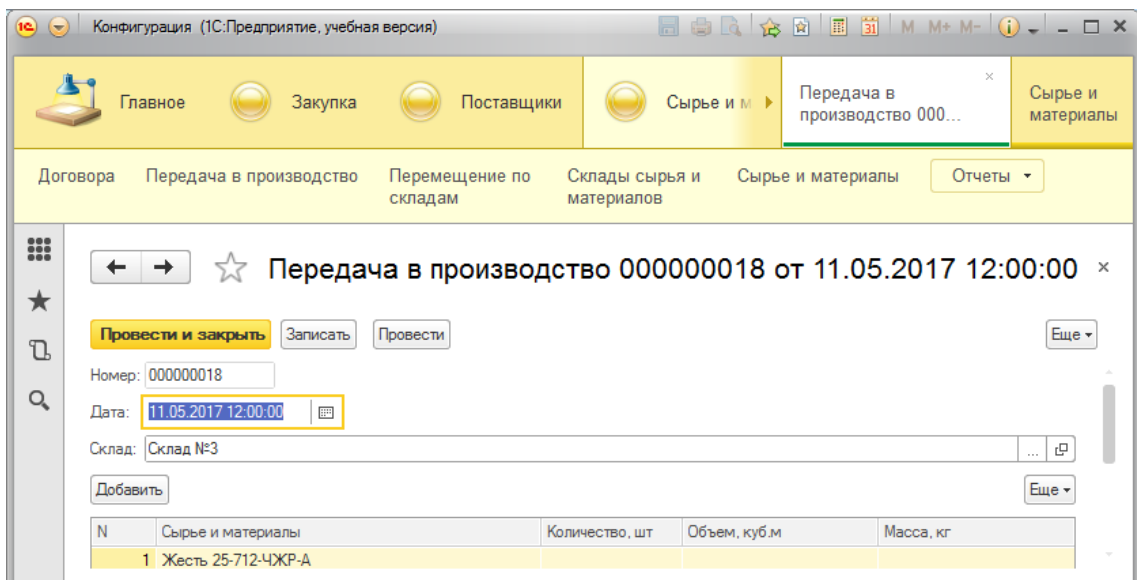 1С Конфигурация (1С:Предприятие, учебная версия) 31 M M+ M-
Главное Закупка Поставщики Сырье и м Передача в
производство 000... Сырье и
материалы
Договора Передача в производство Перемещение по
складам Склады сырья и
материалов Сырье и материалы Отчеты
Передача в производство 000000018 от 11.05.2017 12:00:00
Провести и закрыть Записать Провести Еще
Номер: 000000018
Дата: 11.05.2017 12:00:00
Склад: Склад №3 ...
Добавить Еще
N Сырье и материалы Количество, шт Объем, куб.м Масса, кг
1 Жесть 25-712-ЧЖР-А